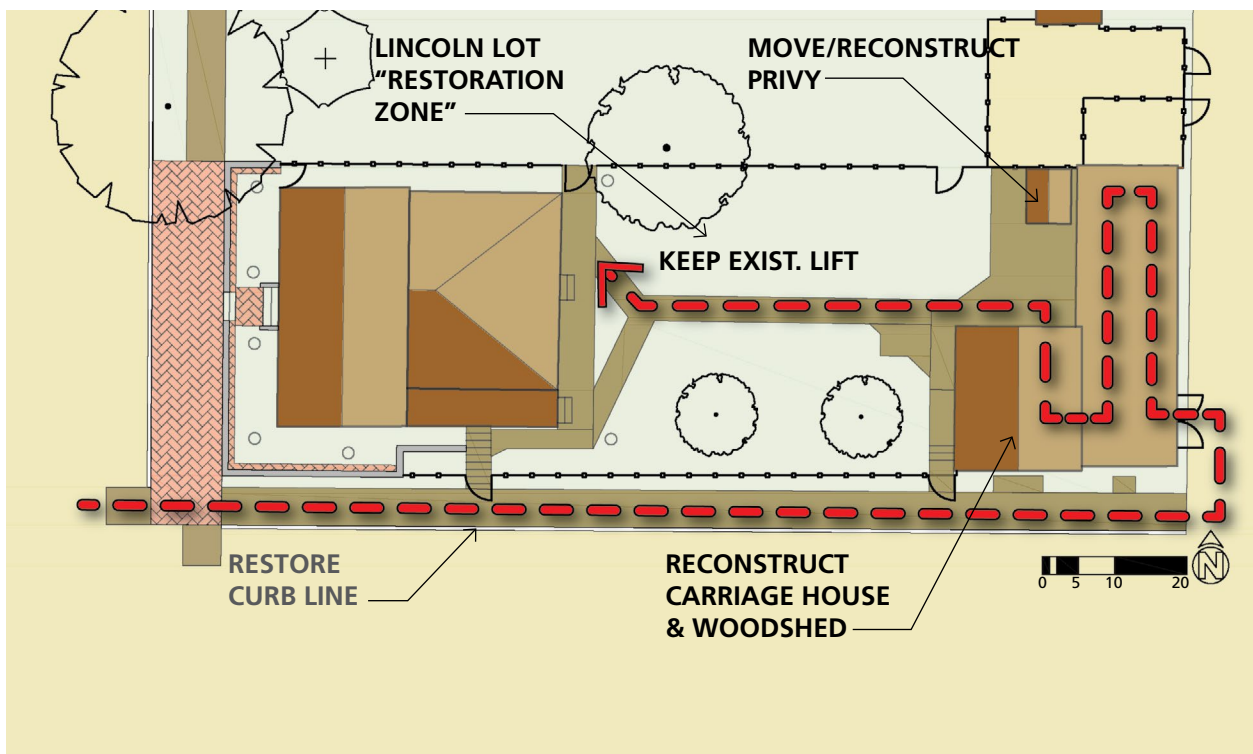 LINCOLN LOT
“RESTORATION
ZONE”
MOVE/RECONSTRUCT
PRIVY
KEEP EXIST. LIFT
RESTORE
CURB LINE
RECONSTRUCT
CARRIAGE HOUSE
& WOODSHED
0 5 10 20
N